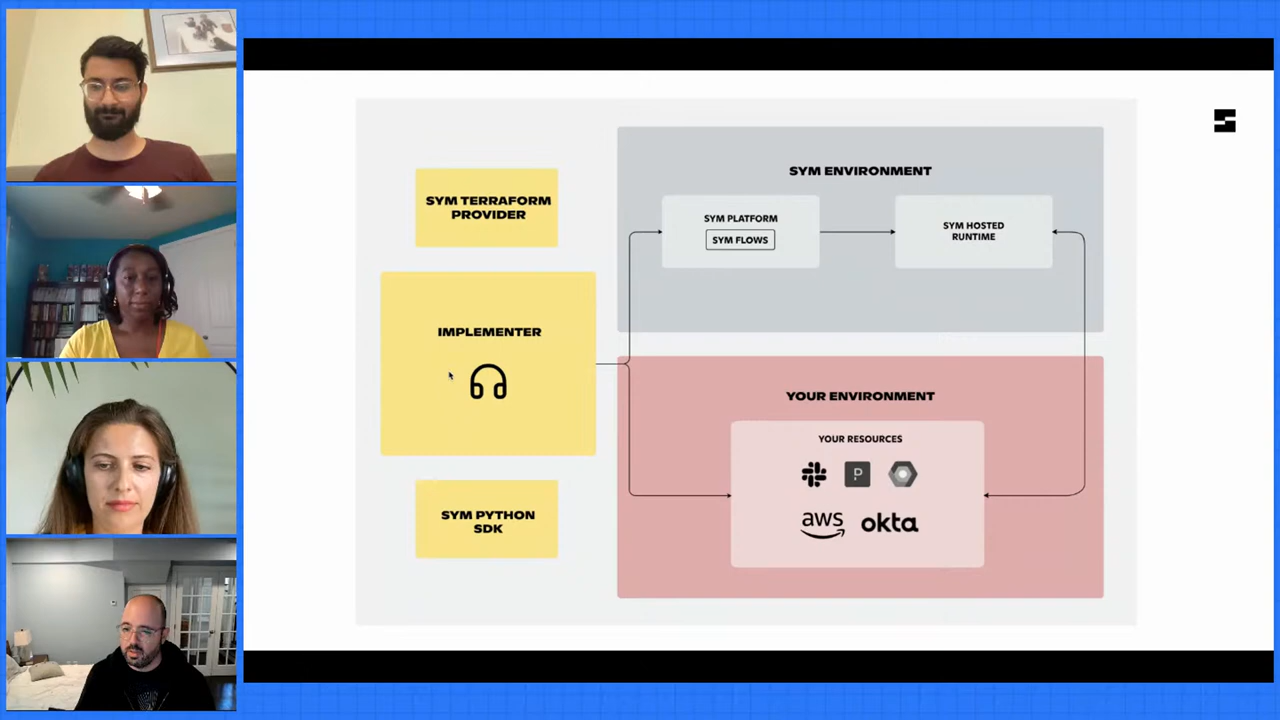 SYM TERRAFORM
PROVIDER
IMPLEMENTER
SYM PYTHON
SDK
SYM ENVIRONMENT
SYM PLATFORM
SYM FLOWS
SYM HOSTED
RUNTIME
YOUR ENVIRONMENT
YOUR RESOURCES
P
aws
okta